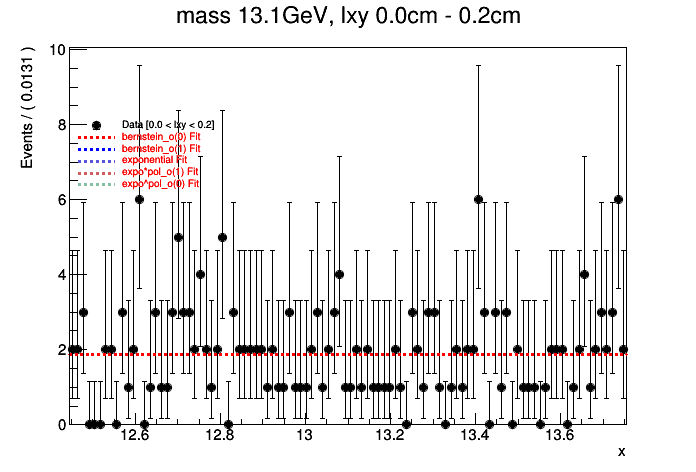 mass 13.1GeV, lxy 0.0cm - 0.2cm
Events / ( 0.0131 )
10
8
6
4
2
0
Data [0.0 < lxy < 0.2]
bernstein_o(0) Fit
bernstein_o(1) Fit
exponential Fit
expo*pol_o(1) Fit
expo^pol_o(0) Fit
12.6 12.8 13 13.2 13.4 13.6
x